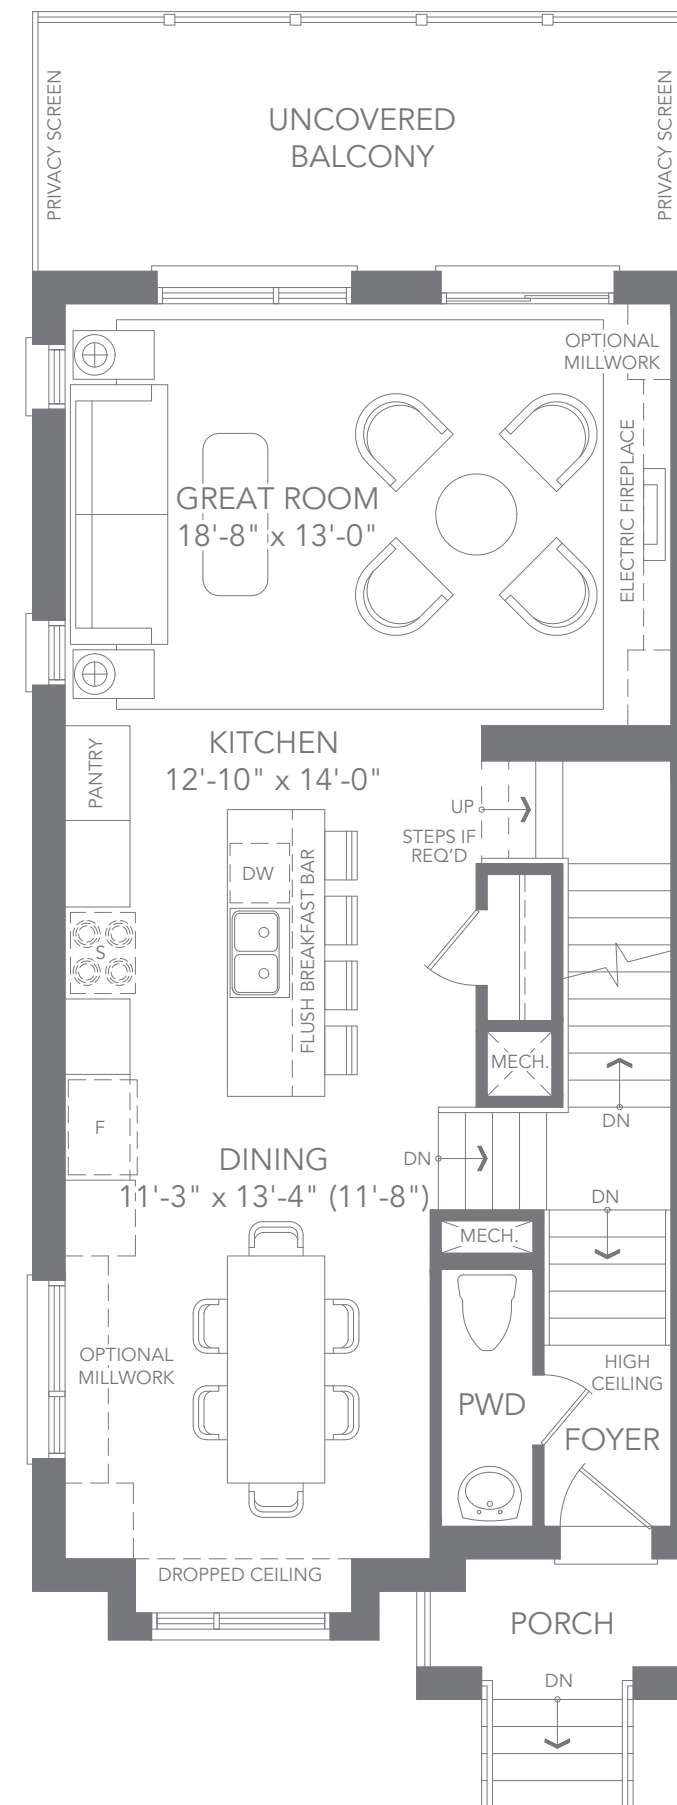 UNCOVERED
BALCONY
PRIVACY SCREEN
PRIVACY SCREEN
OPTIONAL
MILLWORK
ELECTRIC FIREPLACE
GREAT ROOM
18'-8" x 13'-0"
KITCHEN
12'-10" x 14'-0"
PANTRY
UP
STEPS IF
REQ'D
DW
FLUSH BREAKFAST BAR
S
MECH.
F
DN
DINING
11'-3" x 13'-4" (11'-8")
DN
DN
MECH.
OPTIONAL
MILLWORK
HIGH
CEILING
PWD
FOYER
DROPPED CEILING
PORCH
DN